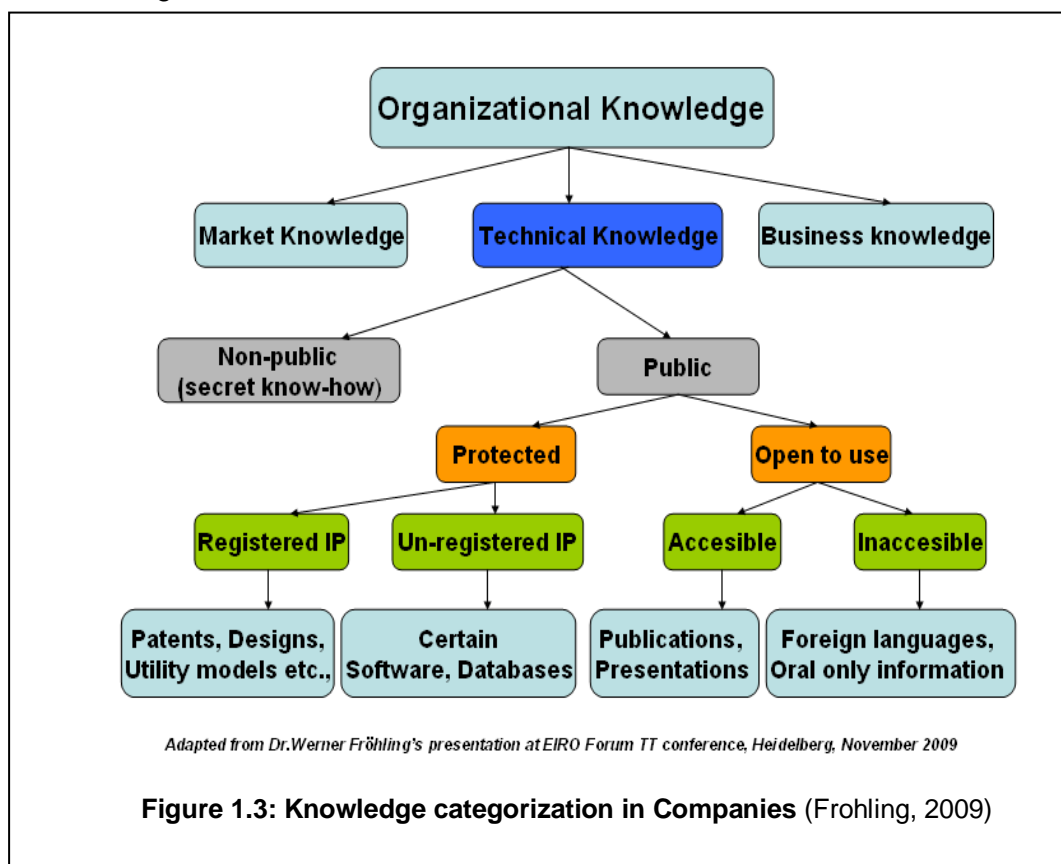 Organizational Knowledge
Market Knowledge
Technical Knowledge
Business knowledge
Non-public
(secret know-how)
Public
Protected
Open to use
Registered IP
Un-registered IP
Accesible
Inaccesible
Patents, Designs,
Utility models etc.,
Certain
Software, Databases
Publications,
Presentations
Foreign languages,
Oral only information
Adapted from Dr.Werner Fröhling's presentation at EIRO Forum TT conference, Heidelberg, November 2009
Figure 1.3: Knowledge categorization in Companies (Frohling, 2009)